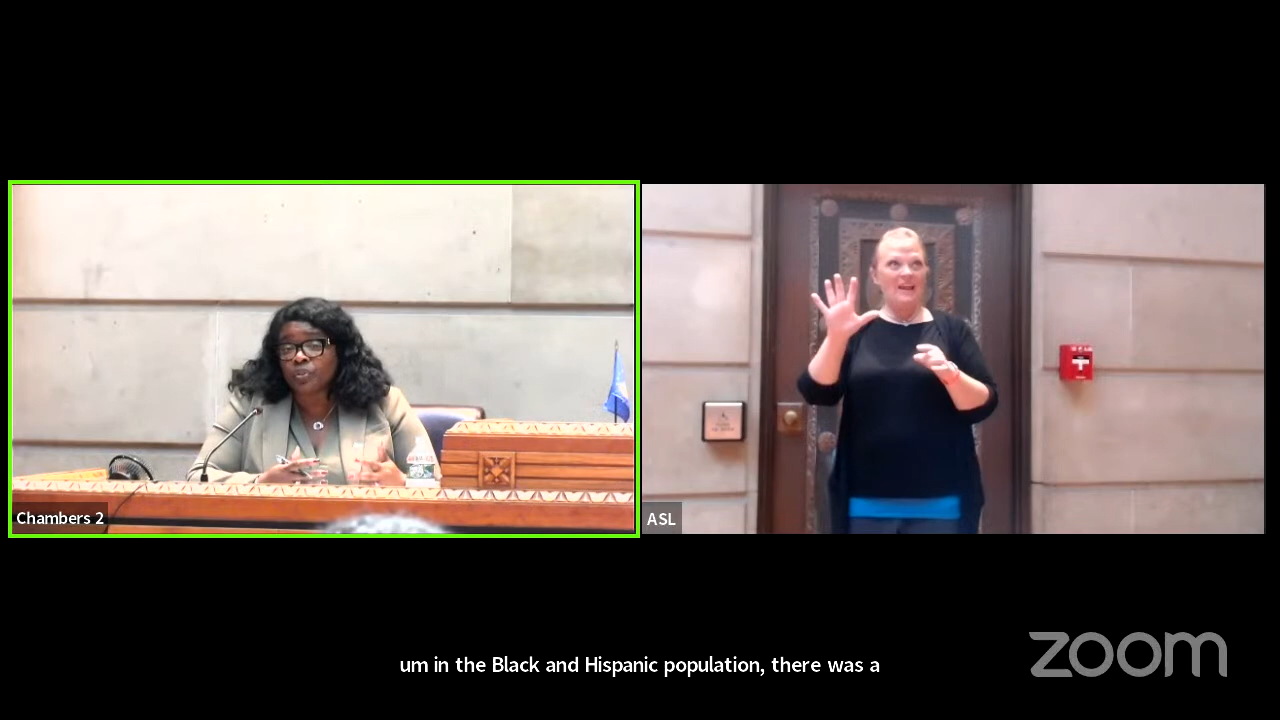 Chambers 2
ASL
um in the Black and Hispanic population, there was a
zoom